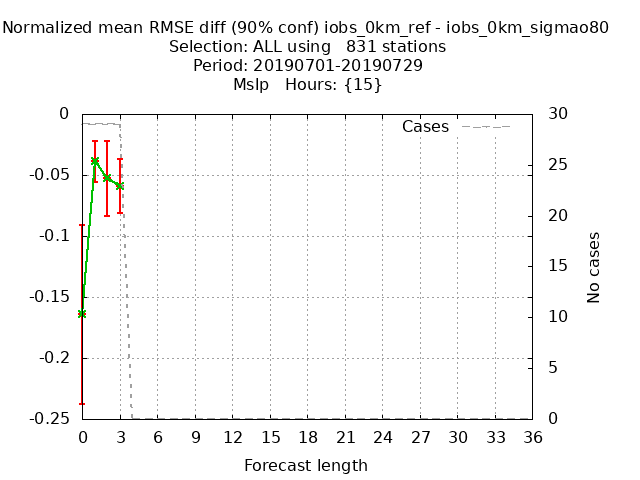 Normalized mean RMSE diff (90% conf) iobs_0km_ref - iobs_0km_sigmao80
Selection: ALL using   831 stations
Period: 20190701-20190729
Mslp   Hours: {15}
Cases
0
-0.05
-0.1
-0.15
-0.2
-0.25
30
25
20
15
10
5
0
No cases
0 3 6 9 12 15 18 21 24 27 30 33 36
Forecast length